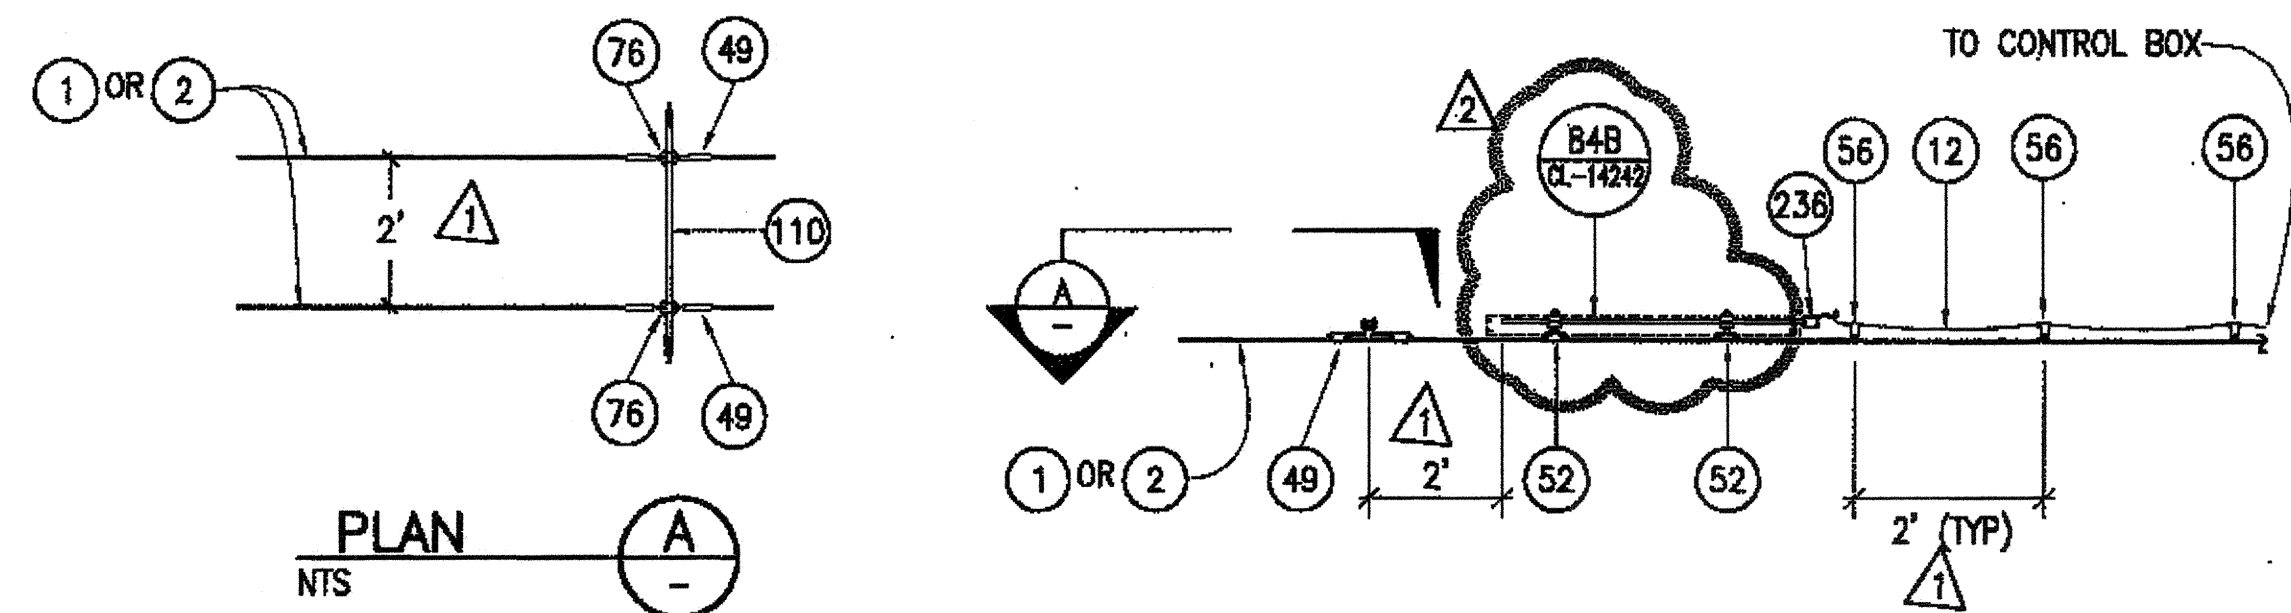 76
49
1 OR 2
2'
1
110
76
49
PLAN
NTS
A
-
TO CONTROL BOX
2
B4B
CL-14242
56
12
56
56
236
A
-
1
1 OR 2
49
2'
52
52
2' (TYP)
1